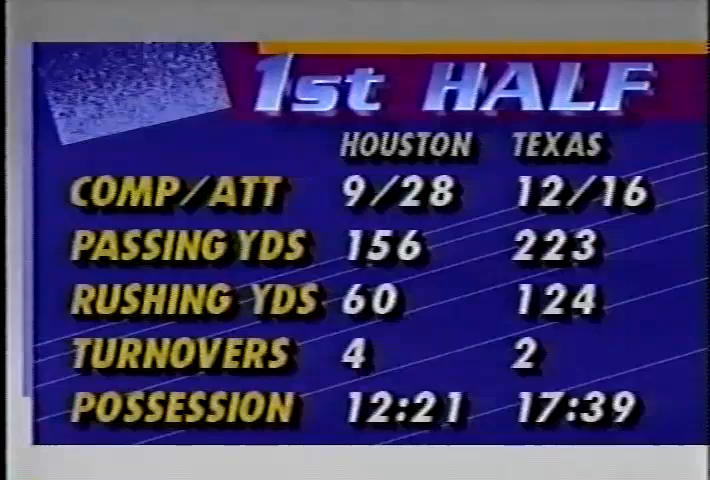 1st HALF
HOUSTON TEXAS
COMP/ATT 9/28 12/16
PASSING YDS 156 223
RUSHING YDS 60 124
TURNOVERS 4 2
POSSESSION 12:21 17:39